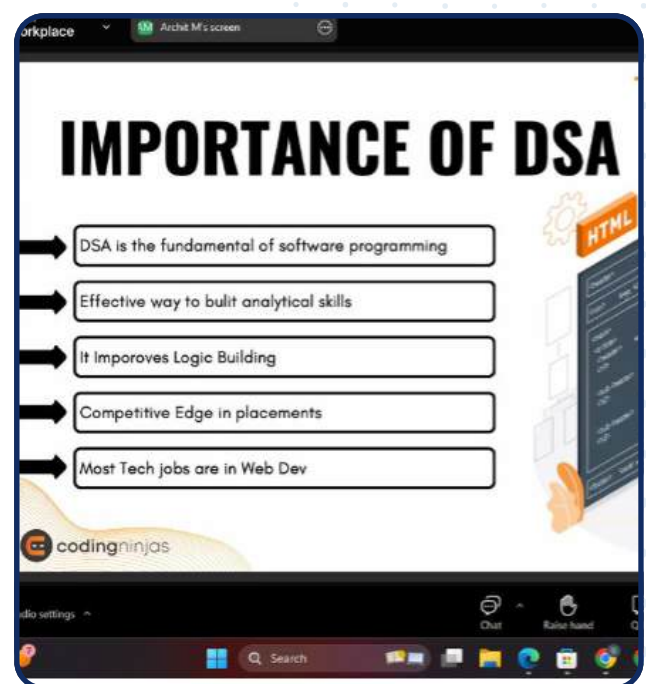 orkplace
AM Archit M's screen
IMPORTANCE OF DSA
HTML
DSA is the fundamental of software programming
Effective way to bulit analytical skills
It Imporoves Logic Building
Competitive Edge in placements
Most Tech jobs are in Web Dev
codingninjas
dio settings
Chat
Raise hand
Q
Search